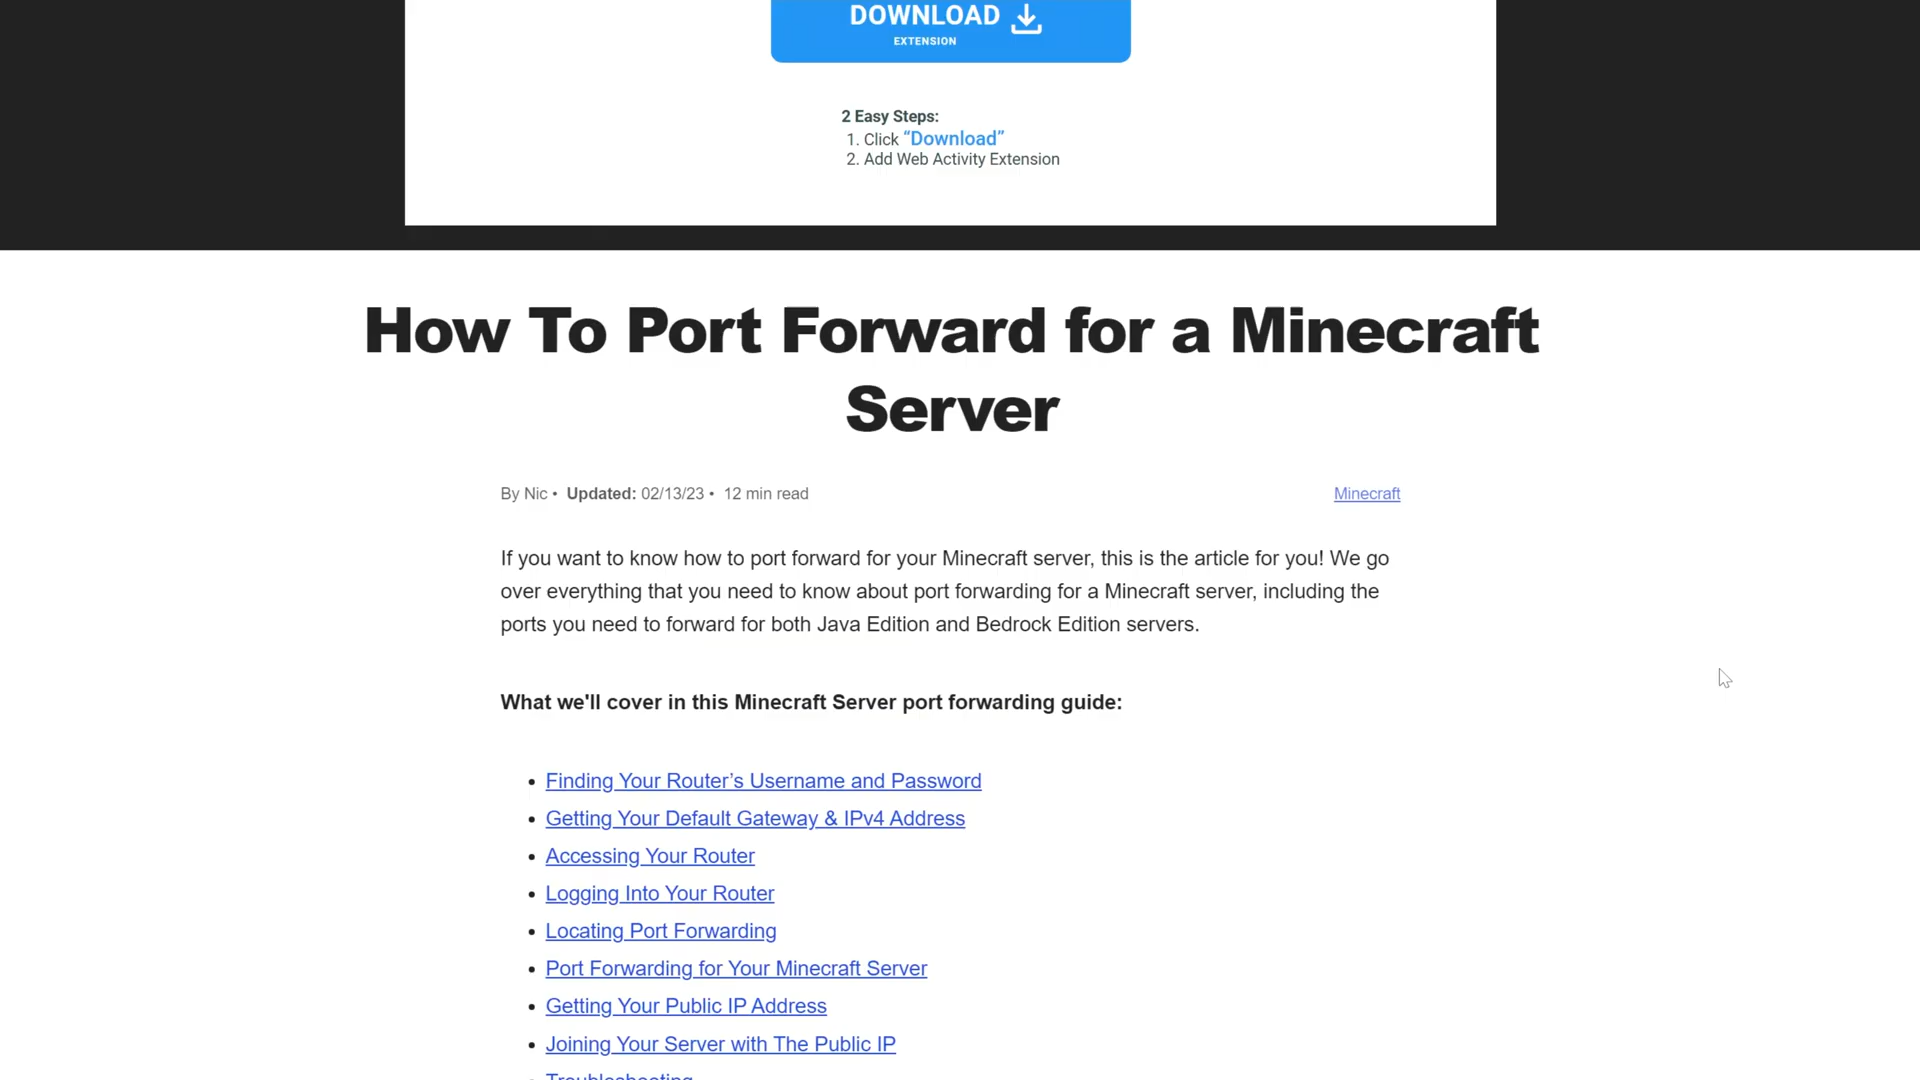 DOWNLOAD
EXTENSION
2 Easy Steps:
1. Click “Download”
2. Add Web Activity Extension
How To Port Forward for a Minecraft
Server
By Nic • Updated: 02/13/23 • 12 min read
Minecraft
If you want to know how to port forward for your Minecraft server, this is the article for you! We go
over everything that you need to know about port forwarding for a Minecraft server, including the
ports you need to forward for both Java Edition and Bedrock Edition servers.
What we'll cover in this Minecraft Server port forwarding guide:
• Finding Your Router’s Username and Password
• Getting Your Default Gateway & IPv4 Address
• Accessing Your Router
• Logging Into Your Router
• Locating Port Forwarding
• Port Forwarding for Your Minecraft Server
• Getting Your Public IP Address
• Joining Your Server with The Public IP
• Troubleshooting